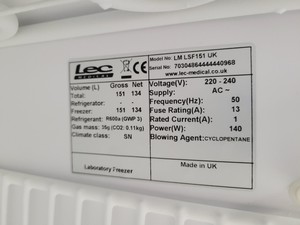 Lec
MEDICAL
Gross Net
Volume (L)
Total: 151 134
Refrigerator: - -
Freezer: 151 134
Refrigerant: R600a (GWP 3)
Gas mass: 35g (CO2: 0.11kg)
Climate class: SN
Laboratory Freezer
Model No: LM LSF151 UK
Serial No: 70304864444440968
www.lec-medical.co.uk
Voltage(V): 220 - 240
Supply: AC ~
Frequency(Hz): 50
Fuse Rating(A): 13
Rated Current(A): 1
Power(W): 140
Blowing Agent: CYCLOPENTANE
Made in UK